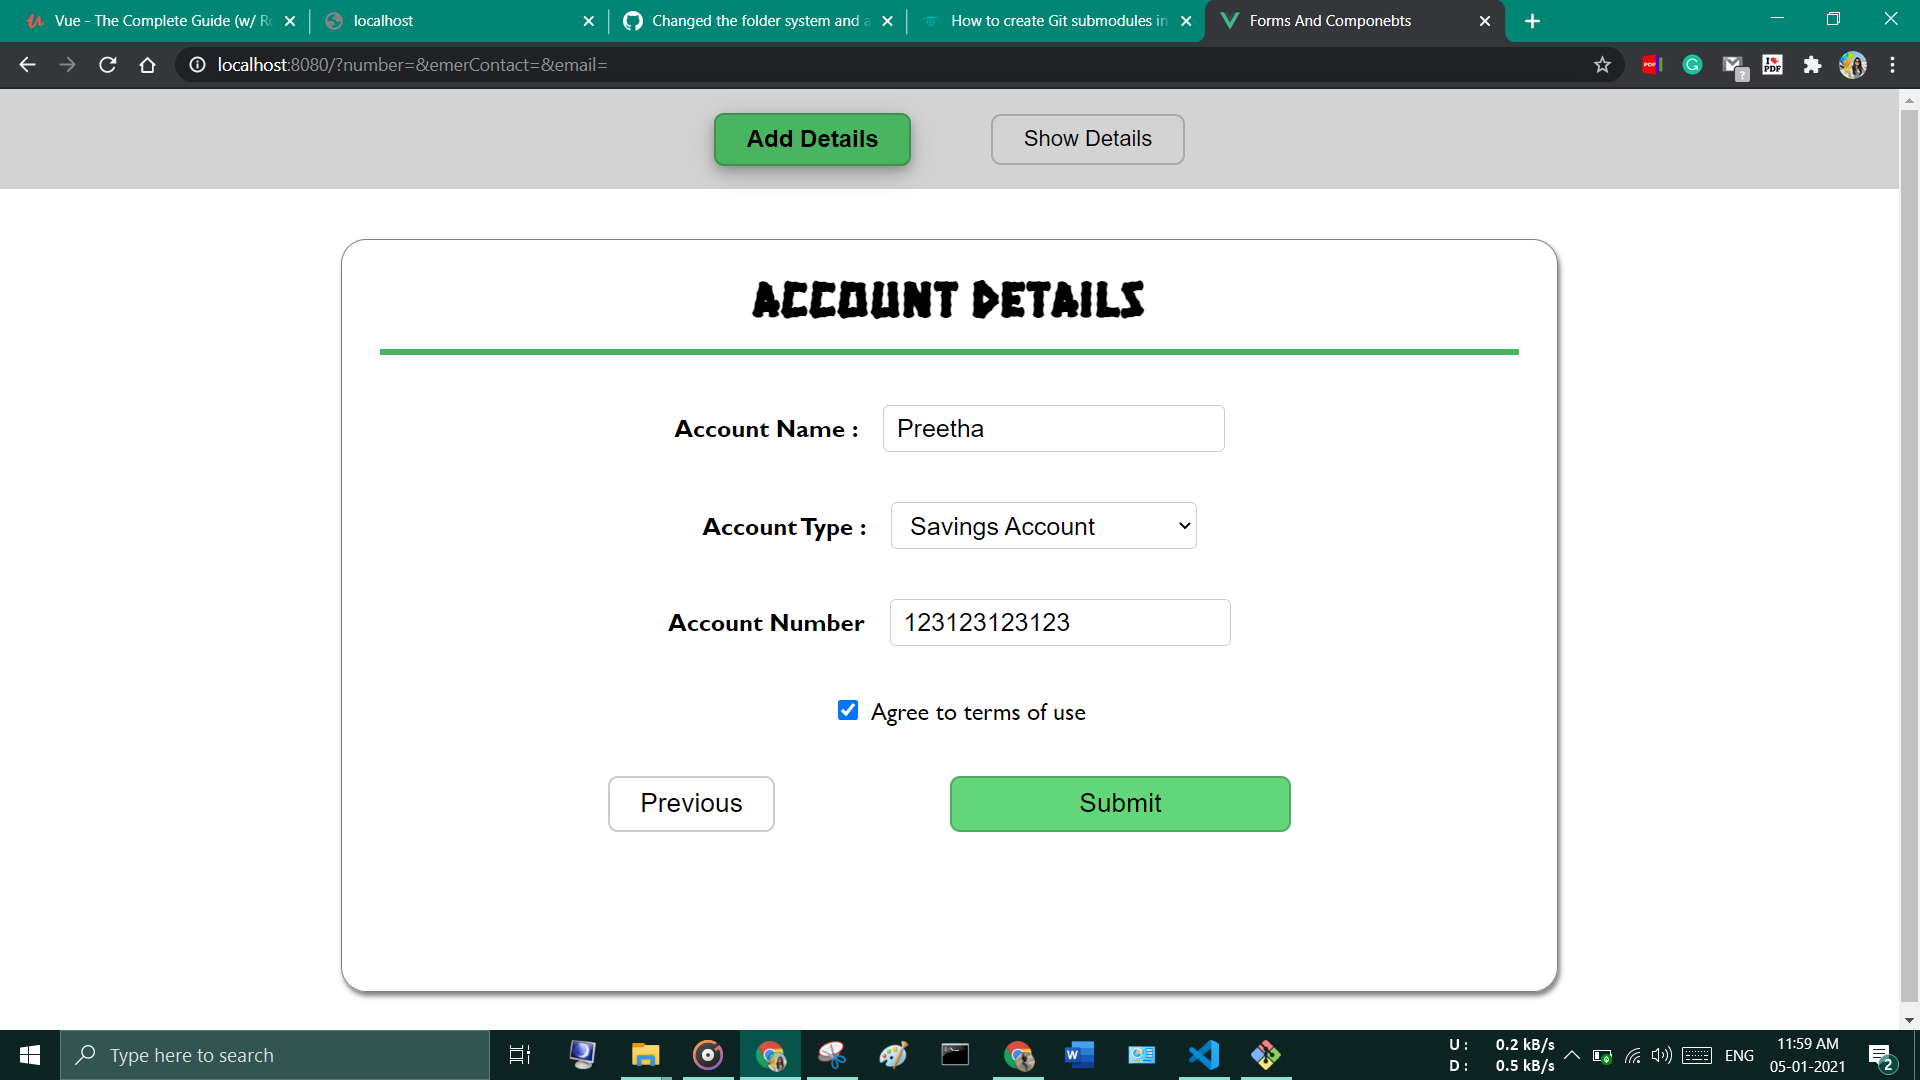 Vue - The Complete Guide (w/ Ro
localhost
Changed the folder system and a
How to create Git submodules in
Forms And Componebts
localhost:8080/?number=&emerContact=&email=
Add Details
Show Details
ACCOUNT DETAILS
Account Name :
Preetha
Account Type :
Savings Account
Account Number
123123123123
Agree to terms of use
Previous
Submit
Type here to search
U : 0.2 kB/s
D : 0.5 kB/s
ENG
11:59 AM
05-01-2021
2